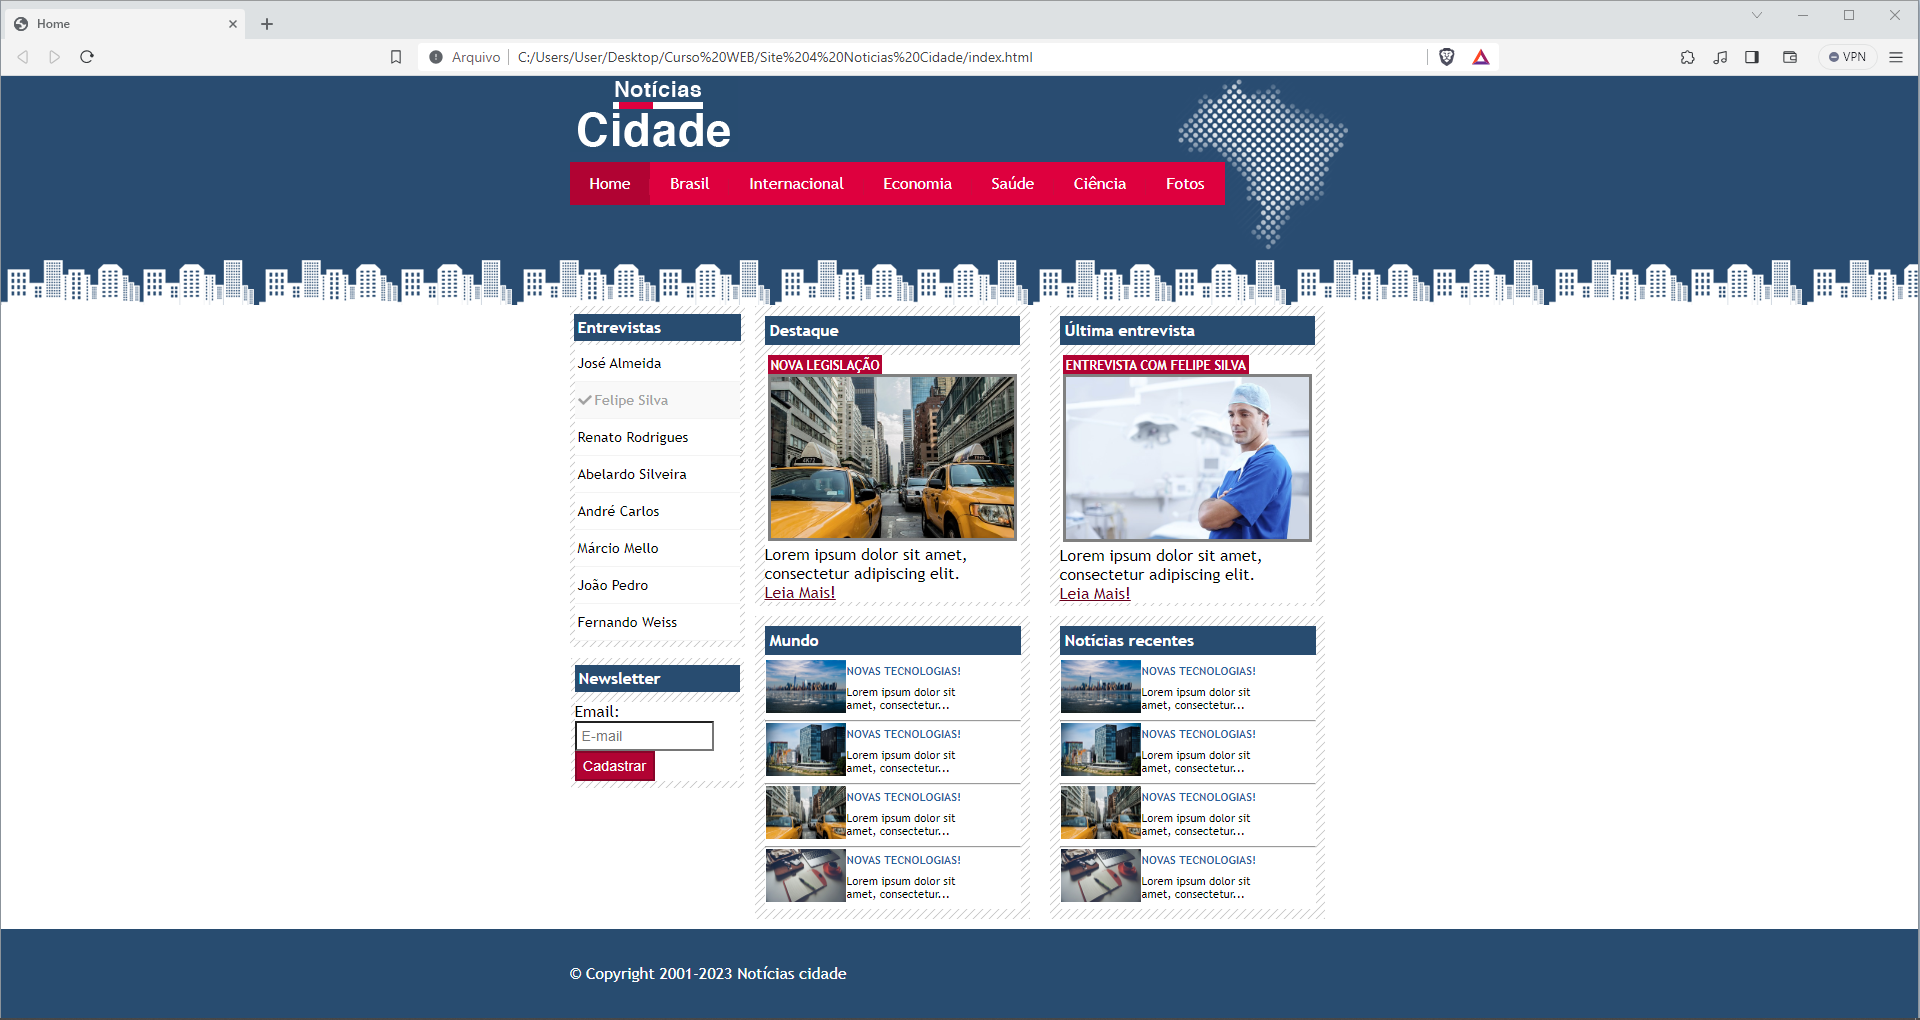 Home
Arquivo
C:/Users/User/Desktop/Curso%20WEB/Site%204%20Noticias%20Cidade/index.html
VPN
Notícias
Cidade
Home Brasil Internacional Economia Saúde Ciência Fotos
Entrevistas
José Almeida
Felipe Silva
Renato Rodrigues
Abelardo Silveira
André Carlos
Márcio Mello
João Pedro
Fernando Weiss
Newsletter
Email:
E-mail
Cadastrar
Destaque
NOVA LEGISLAÇÃO
Lorem ipsum dolor sit amet,
consectetur adipiscing elit.
Leia Mais!
Última entrevista
ENTREVISTA COM FELIPE SILVA
Lorem ipsum dolor sit amet,
consectetur adipiscing elit.
Leia Mais!
Mundo
NOVAS TECNOLOGIAS!
Lorem ipsum dolor sit
amet, consectetur...
NOVAS TECNOLOGIAS!
Lorem ipsum dolor sit
amet, consectetur...
NOVAS TECNOLOGIAS!
Lorem ipsum dolor sit
amet, consectetur...
NOVAS TECNOLOGIAS!
Lorem ipsum dolor sit
amet, consectetur...
Notícias recentes
NOVAS TECNOLOGIAS!
Lorem ipsum dolor sit
amet, consectetur...
NOVAS TECNOLOGIAS!
Lorem ipsum dolor sit
amet, consectetur...
NOVAS TECNOLOGIAS!
Lorem ipsum dolor sit
amet, consectetur...
NOVAS TECNOLOGIAS!
Lorem ipsum dolor sit
amet, consectetur...
© Copyright 2001-2023 Notícias cidade